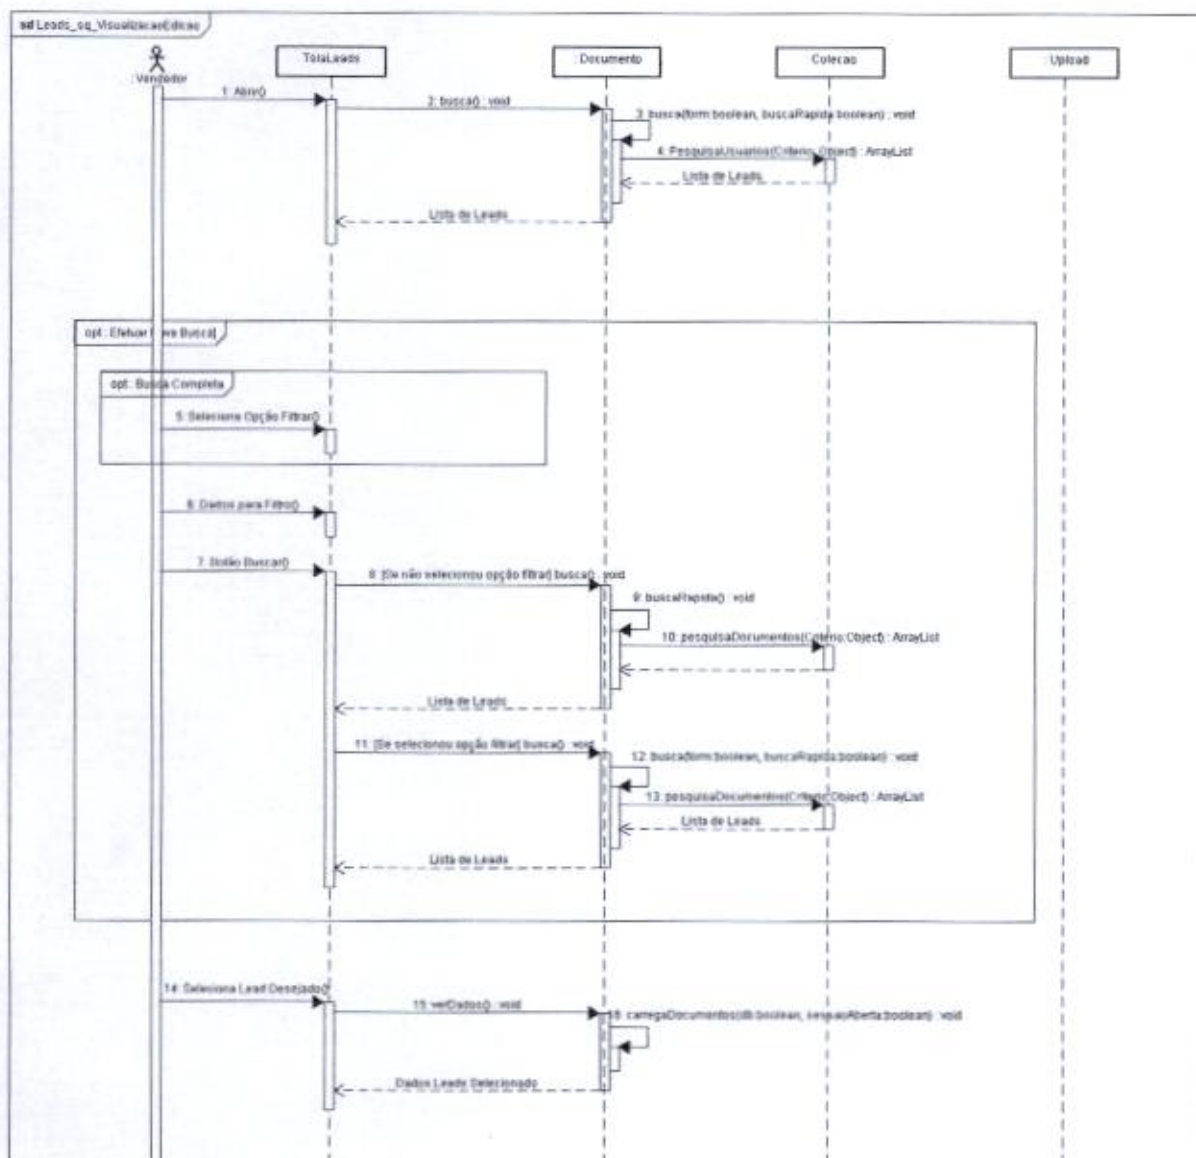 sd Leads_sq_VisualizacaoEdicao
: Vendedor
TelaLeads
: Documento
Colecao
: Upload
1: Abrir()
2: busca() : void
3: busca(form:boolean, buscaRapida:boolean) : void
4: PesquisaUsuarios(Criterio:Object) : ArrayList
Lista de Leads
Lista de Leads
opt : Efetuar Nova Busca]
opt : Busca Completa
5: Seleciona Opção Filtrar()
6: Dados para Filtro()
7: Botão Buscar()
8: [Se não selecionou opção filtrar] busca() : void
9: buscaRapida() : void
10: pesquisaDocumentos(Criterio:Object) : ArrayList
Lista de Leads
11: [Se selecionou opção filtrar] busca() : void
12: busca(form:boolean, buscaRapida:boolean) : void
13: pesquisaDocumentos(Criterio:Object) : ArrayList
Lista de Leads
Lista de Leads
14: Seleciona Lead Desejado()
15: verDados() : void
16: carregaDocumentos(db:boolean, sessaoAberta:boolean) : void
Dados Leads Selecionado